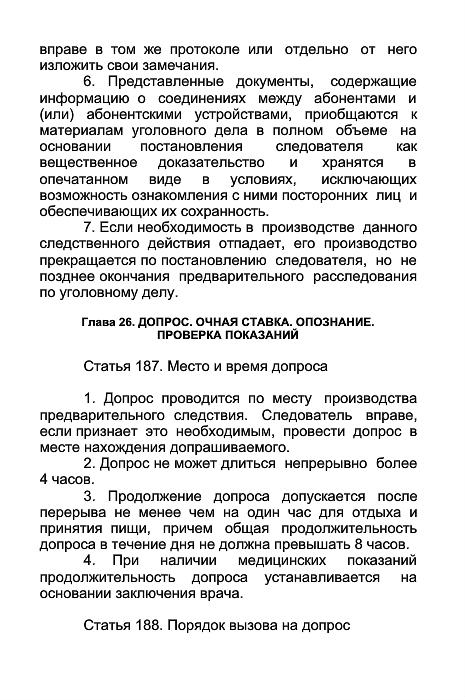 вправе в том же протоколе или отдельно от него
изложить свои замечания.
6. Представленные документы, содержащие
информацию о соединениях между абонентами и
(или) абонентскими устройствами, приобщаются к
материалам уголовного дела в полном объеме на
основании постановления следователя как
вещественное доказательство и хранятся в
опечатанном виде в условиях, исключающих
возможность ознакомления с ними посторонних лиц и
обеспечивающих их сохранность.
7. Если необходимость в производстве данного
следственного действия отпадает, его производство
прекращается по постановлению следователя, но не
позднее окончания предварительного расследования
по уголовному делу.
Глава 26. ДОПРОС. ОЧНАЯ СТАВКА. ОПОЗНАНИЕ.
ПРОВЕРКА ПОКАЗАНИЙ
Статья 187. Место и время допроса
1. Допрос проводится по месту производства
предварительного следствия. Следователь вправе,
если признает это необходимым, провести допрос в
месте нахождения допрашиваемого.
2. Допрос не может длиться непрерывно более
4 часов.
3. Продолжение допроса допускается после
перерыва не менее чем на один час для отдыха и
принятия пищи, причем общая продолжительность
допроса в течение дня не должна превышать 8 часов.
4. При наличии медицинских показаний
продолжительность допроса устанавливается на
основании заключения врача.
Статья 188. Порядок вызова на допрос